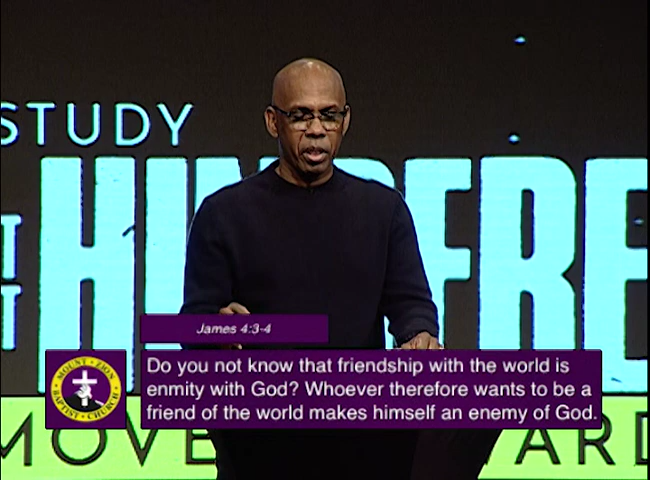 STUDY
HIN FRE
MOVE ARD
James 4:3-4
MOUNT ZION
BAPTIST CHURCH
Do you not know that friendship with the world is
enmity with God? Whoever therefore wants to be a
friend of the world makes himself an enemy of God.